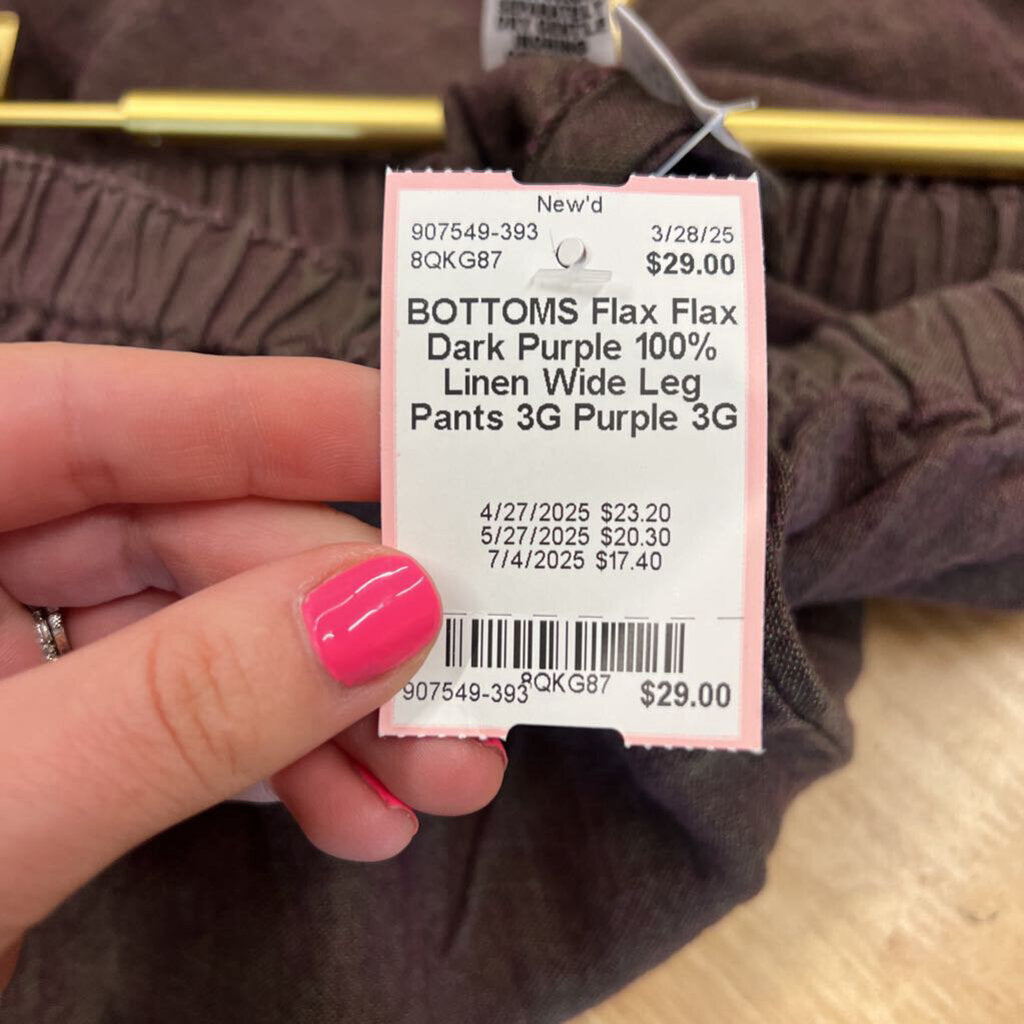 New'd
907549-393 3/28/25
8QKG87 $29.00
BOTTOMS Flax Flax
Dark Purple 100%
Linen Wide Leg
Pants 3G Purple 3G
4/27/2025 $23.20
5/27/2025 $20.30
7/4/2025 $17.40
907549-393 8QKG87 $29.00